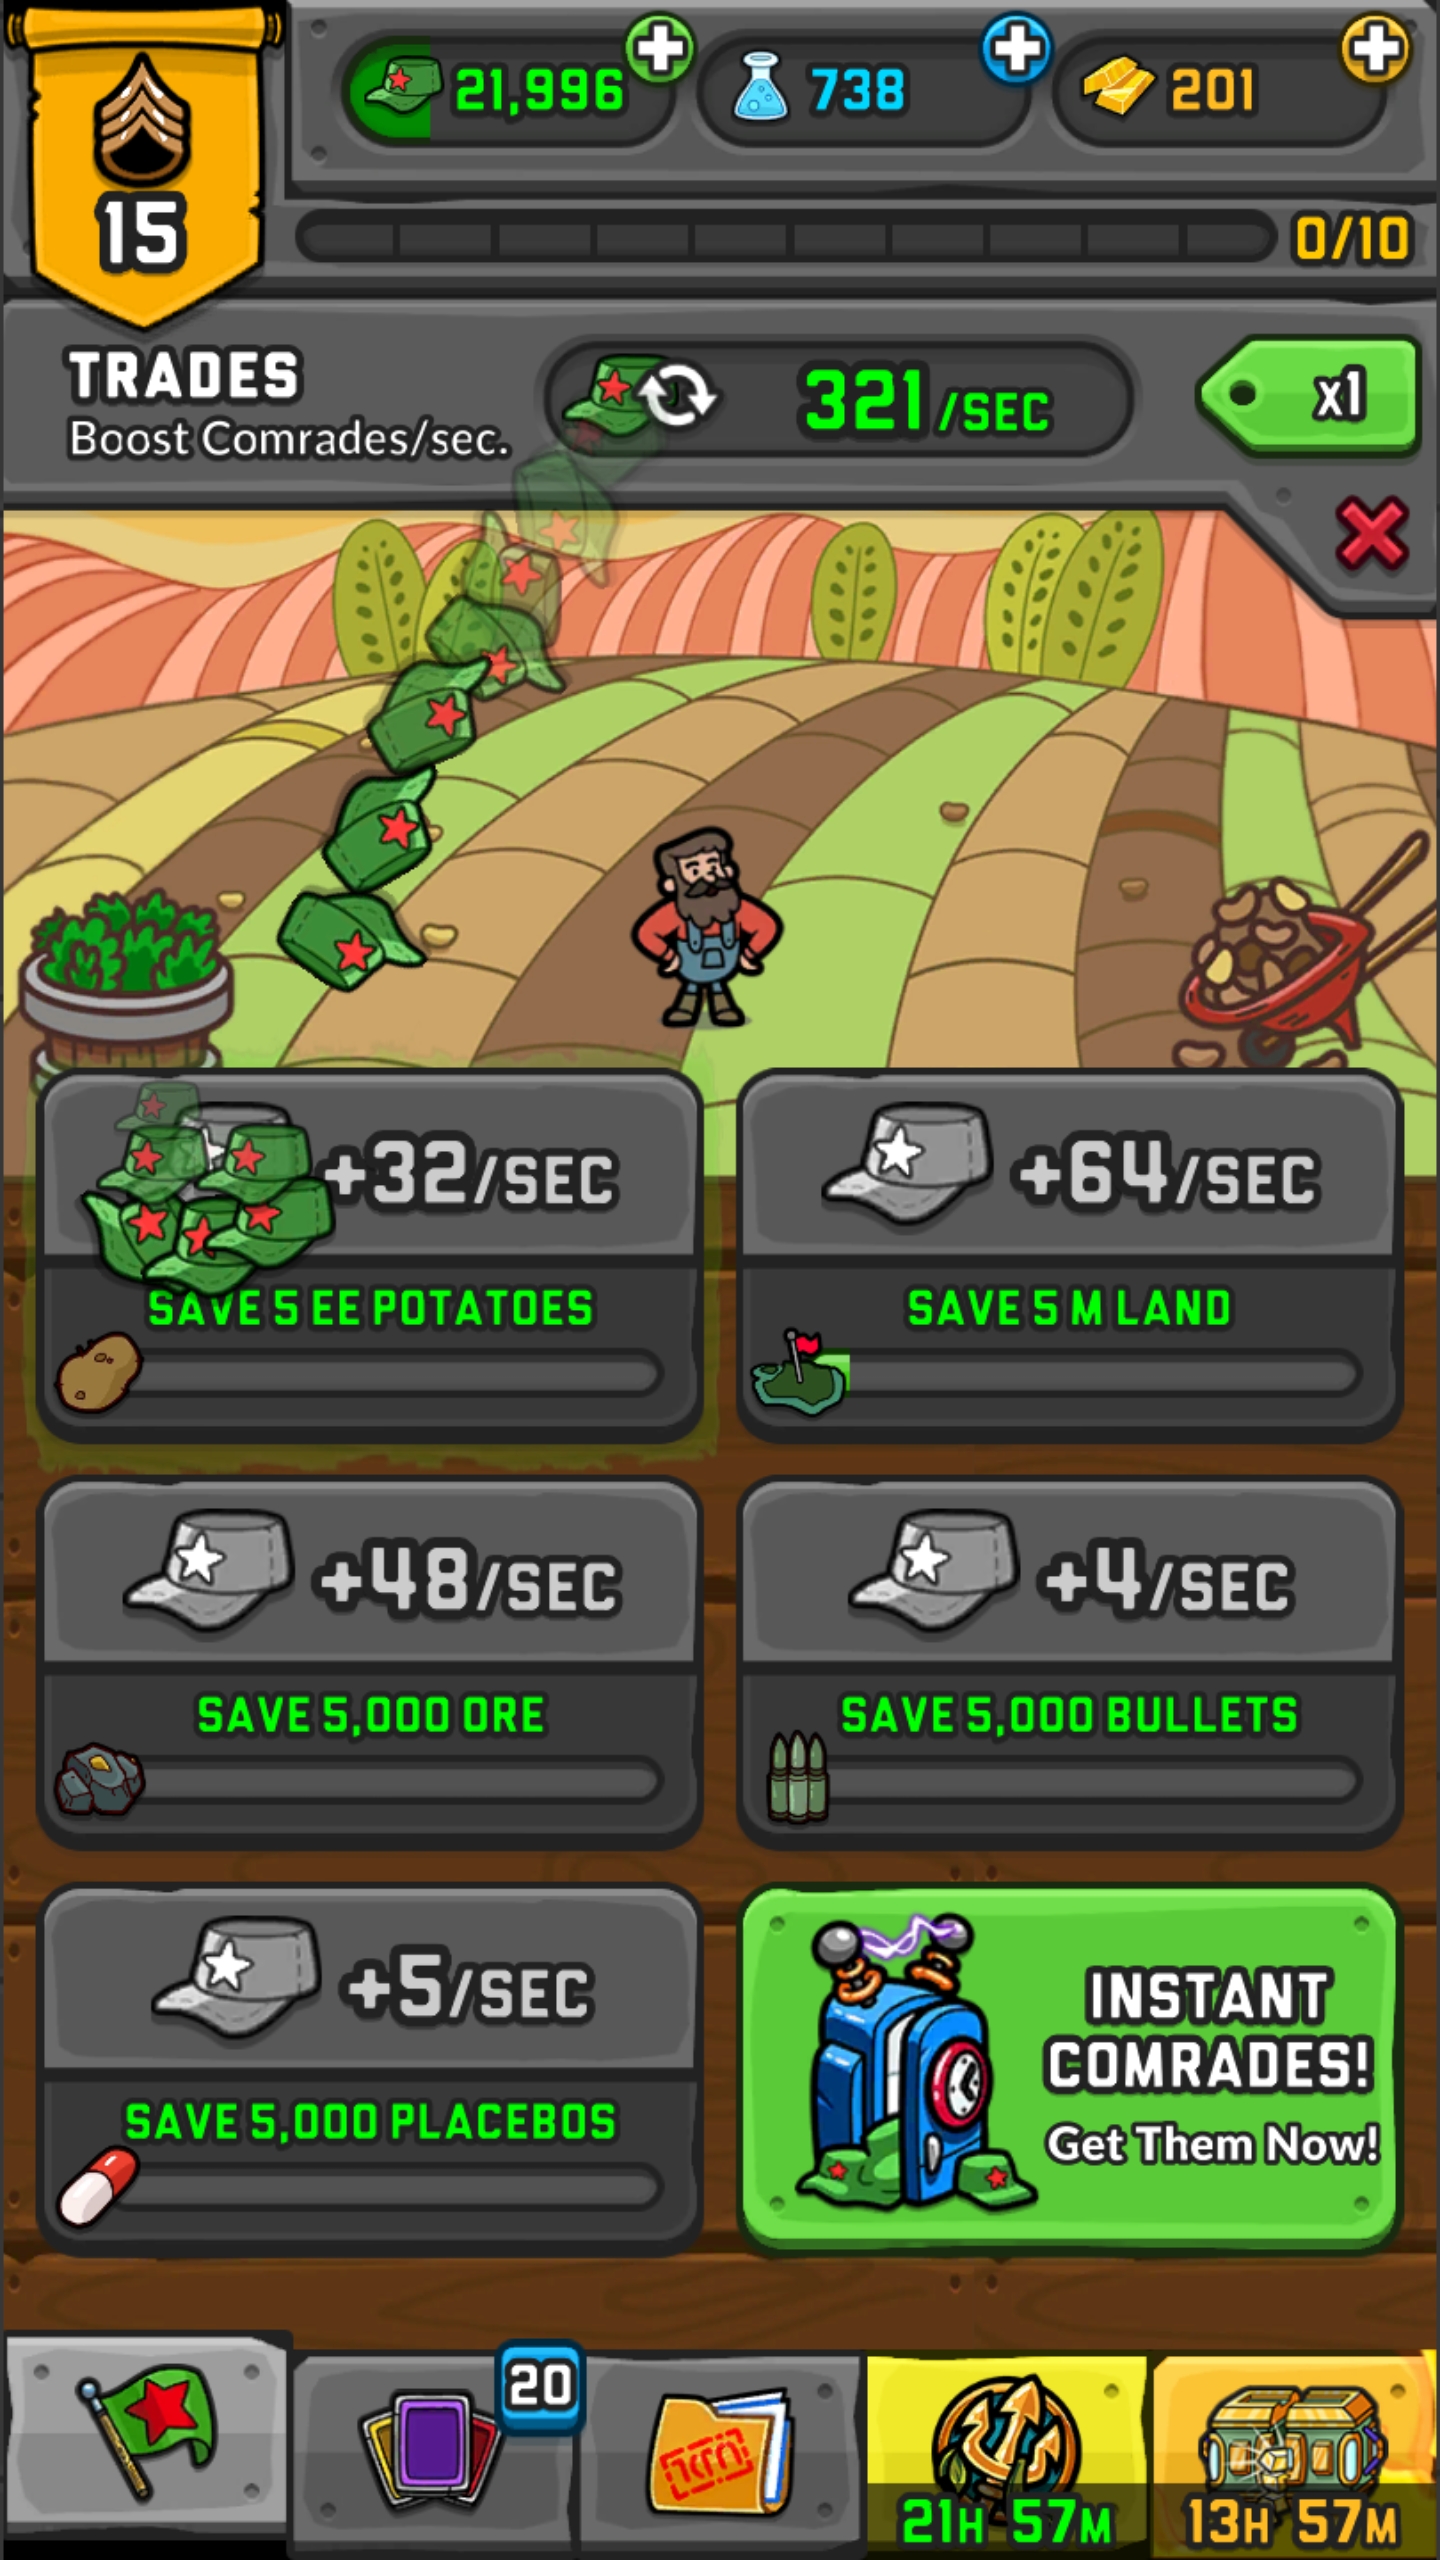 21,996
738
201
15
0/10
TRADES
Boost Comrades/sec.
321/SEC
x1
+32/SEC
SAVE 5 EE POTATOES
+64/SEC
SAVE 5 M LAND
+48/SEC
SAVE 5,000 ORE
+4/SEC
SAVE 5,000 BULLETS
+5/SEC
SAVE 5,000 PLACEBOS
INSTANT
COMRADES!
Get Them Now!
20
21H 57M
13H 57M